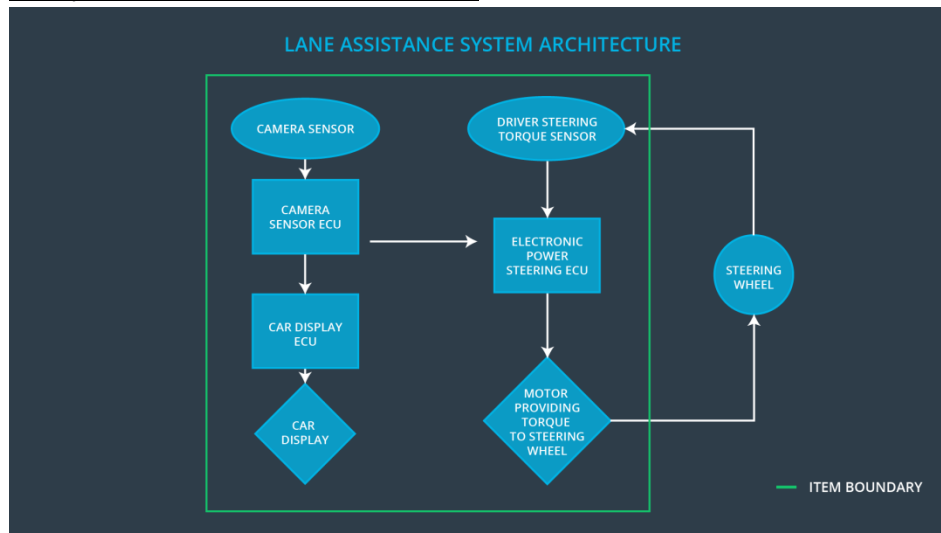 LANE ASSISTANCE SYSTEM ARCHITECTURE
CAMERA SENSOR
CAMERA
SENSOR ECU
CAR DISPLAY
ECU
CAR
DISPLAY
DRIVER STEERING
TORQUE SENSOR
ELECTRONIC
POWER
STEERING ECU
MOTOR
PROVIDING
TORQUE
TO STEERING
WHEEL
STEERING
WHEEL
ITEM BOUNDARY